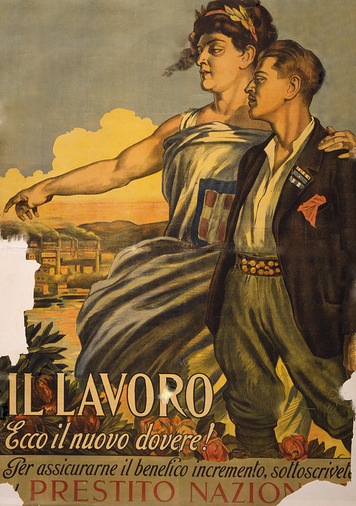 IL LAVORO
Ecco il nuovo dovere!
Per assicurarne il benefico incremento, sottoscrivete
PRESTITO NAZION